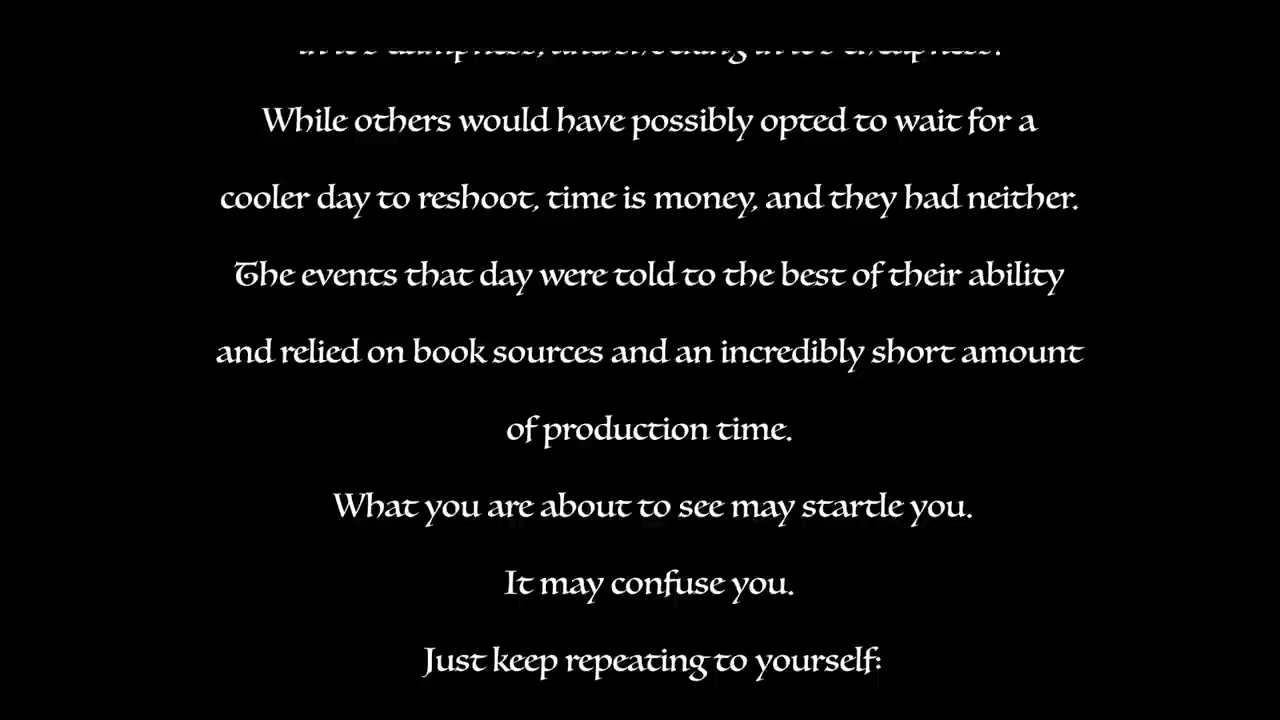 While others would have possibly opted to wait for a
cooler day to reshoot, time is money, and they had neither.
The events that day were told to the best of their ability
and relied on book sources and an incredibly short amount
of production time.
What you are about to see may startle you.
It may confuse you.
Just keep repeating to yourself: